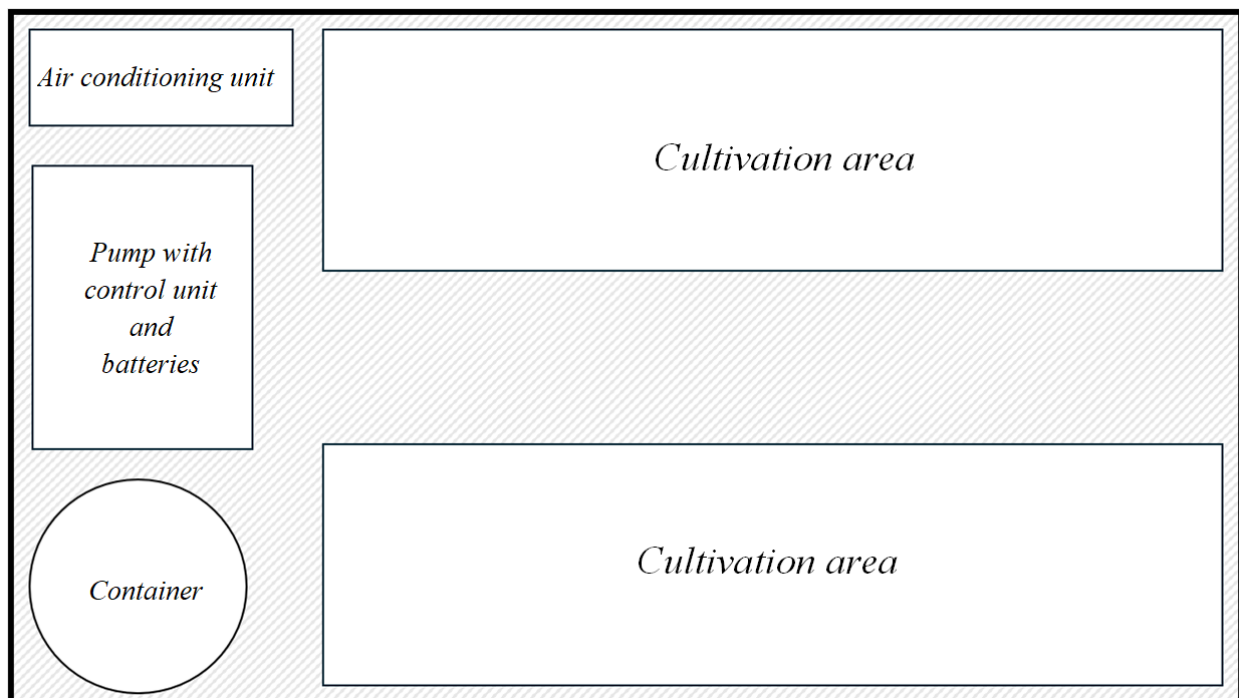 Air conditioning unit
Cultivation area
Pump with
control unit
and
batteries
Container
Cultivation area